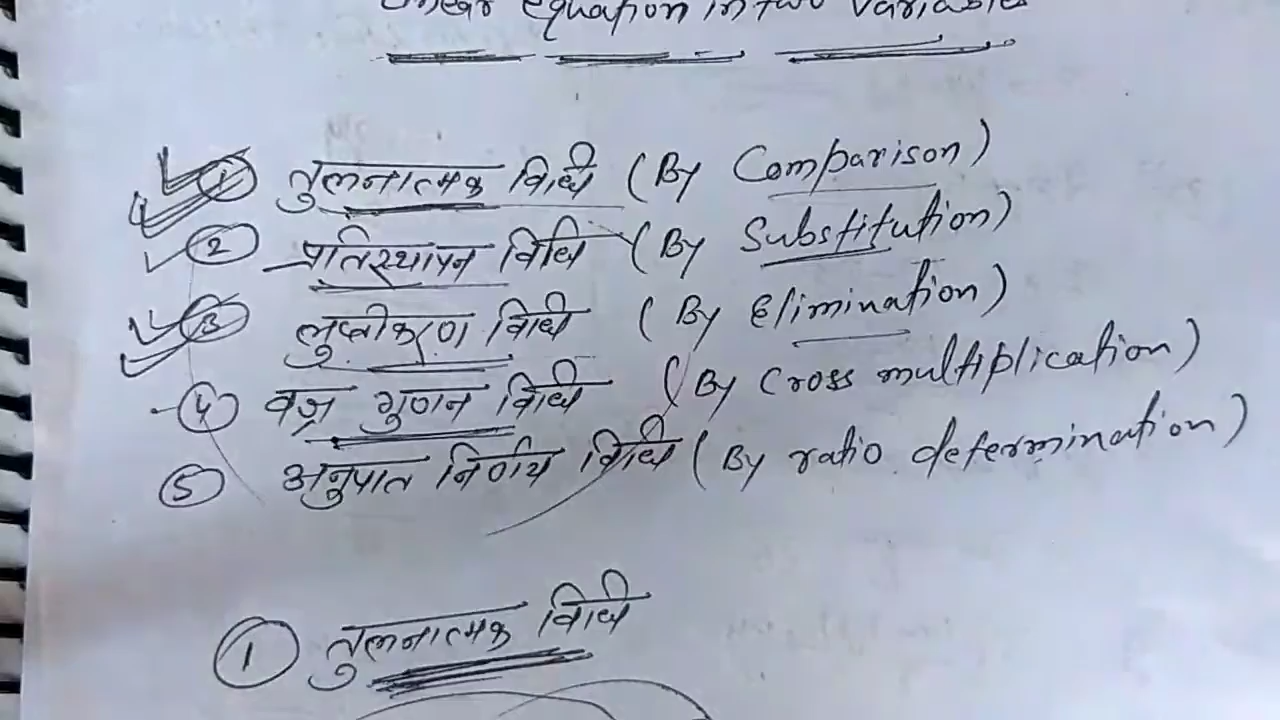 Linear equation in two variables
① तुलनात्मक विधि (By Comparison)
② प्रतिस्थापन विधि (By Substitution)
③ लुप्तीकरण विधि (By Elimination)
④ वज्र गुणन विधि (By Cross multiplication)
⑤ अनुपात निर्णय विधि (By ratio determination)
① तुलनात्मक विधि